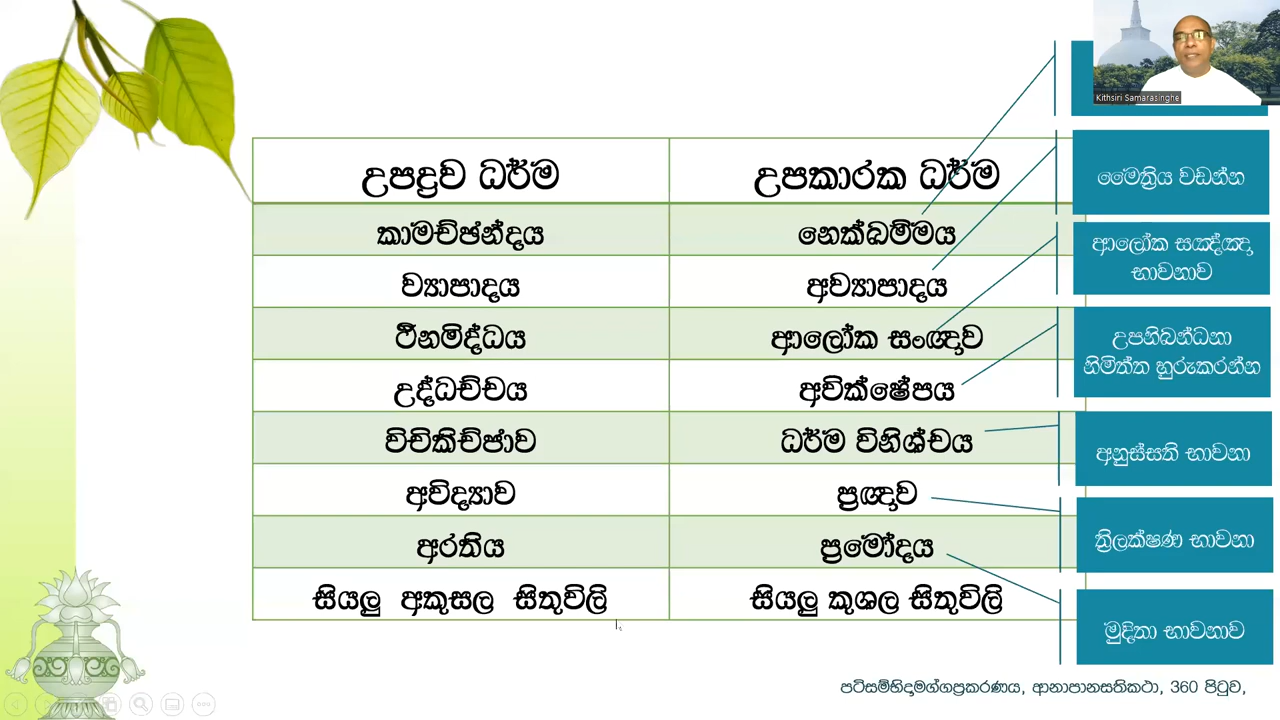 Kithsiri Samarasinghe
උපද්‍රව ධර්ම උපකාරක ධර්ම
කාමච්ඡන්දය නෙක්ඛම්මය
ව්‍යාපාදය අව්‍යාපාදය
ථිනමිද්ධය ආලෝක සංඥාව
උද්ධච්චය අවික්ෂේපය
විචිකිච්ඡාව ධර්ම විනිශ්චය
අවිද්‍යාව ප්‍රඥාව
අරතිය ප්‍රමෝදය
සියලු අකුසල සිතුවිලි සියලු කුශල සිතුවිලි
මෛත්‍රිය වඩන්න
ආලෝක සඤ්ඤා
භාවනාව
උපනිබන්ධනා
නිමිත්ත හුරුකරන්න
අනුස්සති භාවනා
ත්‍රිලක්ෂණ භාවනා
මුදිතා භාවනාව
පටිසම්භිදාමග්ගප්‍රකරණය, ආනාපානසතිකථා, 360 පිටුව,